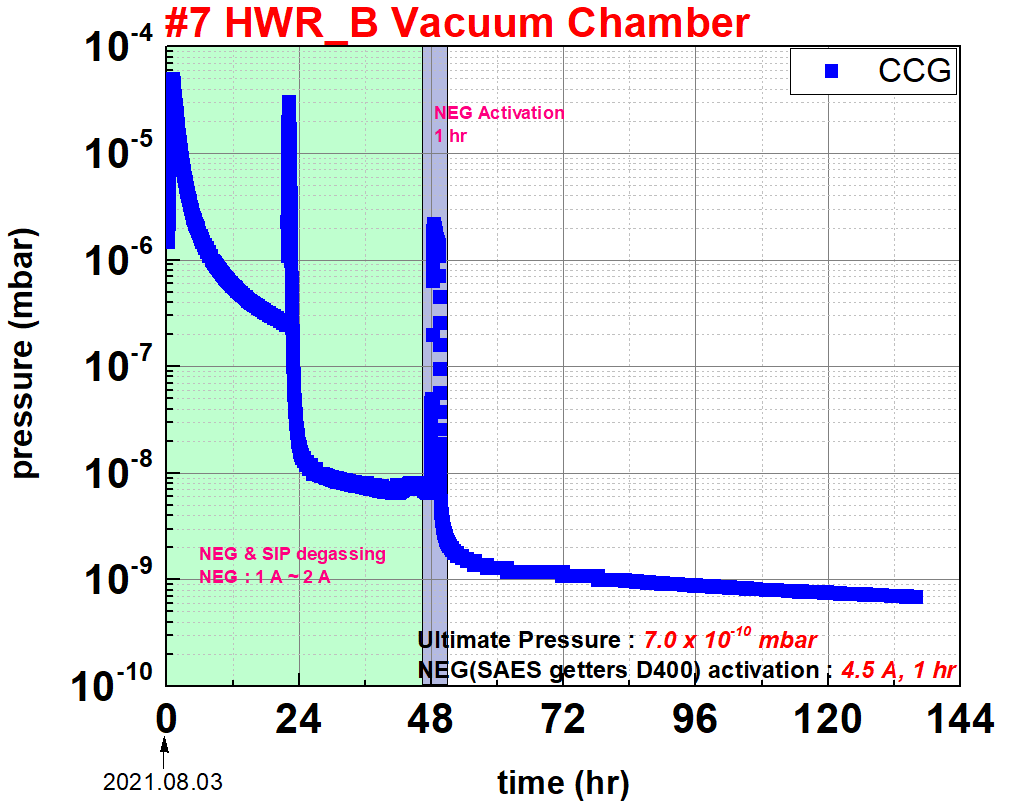 #7 HWR_B Vacuum Chamber
10⁻⁴
CCG
NEG Activation
1 hr
10⁻⁵
10⁻⁶
10⁻⁷
10⁻⁸
10⁻⁹
10⁻¹⁰
pressure (mbar)
NEG & SIP degassing
NEG : 1 A ~ 2 A
Ultimate Pressure : 7.0 x 10⁻¹⁰ mbar
NEG(SAES getters D400) activation : 4.5 A, 1 hr
0 24 48 72 96 120 144
2021.08.03
time (hr)